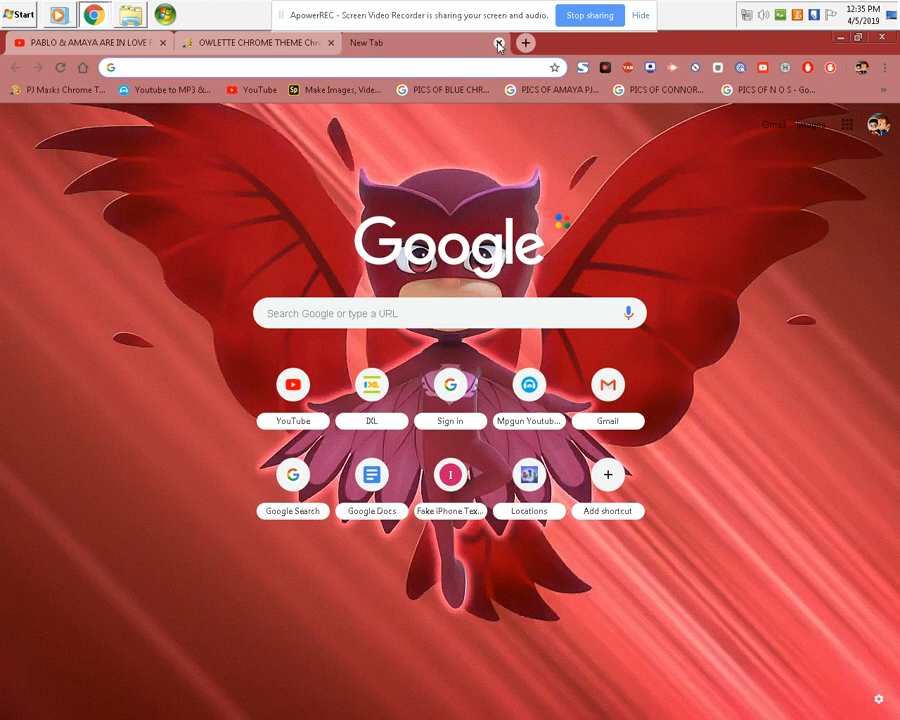 Start
ApowerREC - Screen Video Recorder is sharing your screen and audio.
Stop sharing
Hide
12:35 PM
4/5/2019
PABLO & AMAYA ARE IN LOVE F
OWLETTE CHROME THEME Chr
New Tab
PJ Masks Chrome T...
Youtube to MP3 &...
YouTube
Make Images, Vide...
PICS OF BLUE CHR...
PICS OF AMAYA PJ...
PICS OF CONNOR...
PICS OF N O S - Go...
Gmail
Images
Google
Search Google or type a URL
YouTube
IXL
Sign in
Mpgun Youtub...
Gmail
Google Search
Google Docs
Fake iPhone Tex...
Locations
Add shortcut